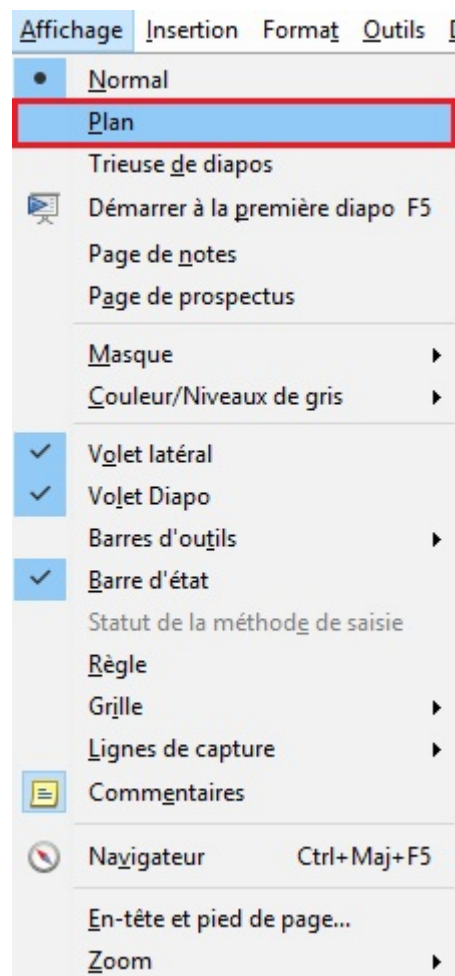 Affichage Insertion Format Outils
Normal
Plan
Trieuse de diapos
Démarrer à la première diapo F5
Page de notes
Page de prospectus
Masque
Couleur/Niveaux de gris
Volet latéral
Volet Diapo
Barres d'outils
Barre d'état
Statut de la méthode de saisie
Règle
Grille
Lignes de capture
Commentaires
Navigateur Ctrl+Maj+F5
En-tête et pied de page...
Zoom